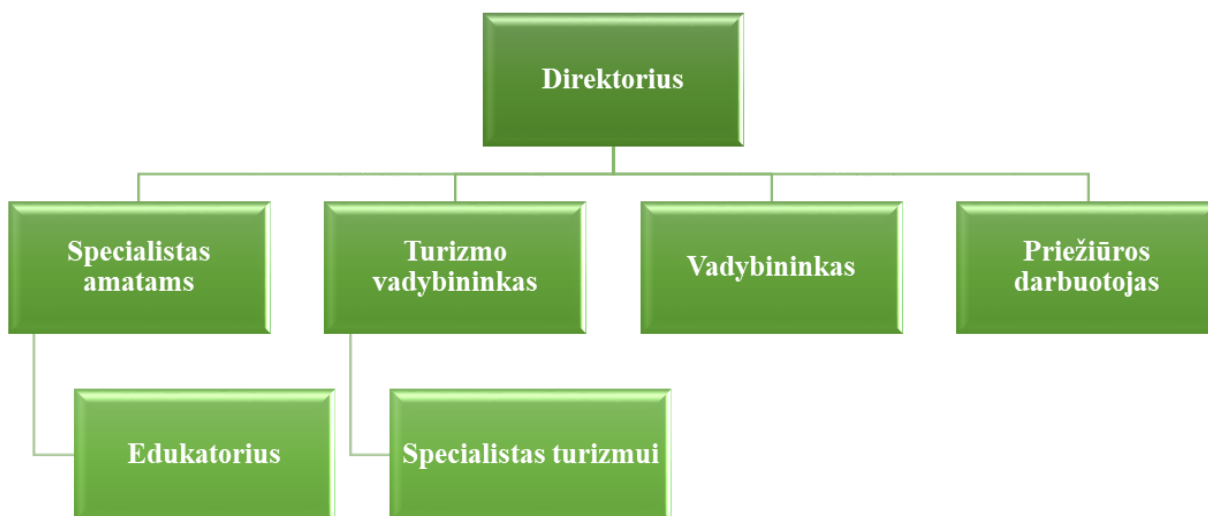 Direktorius
Specialistas
amatams
Turizmo
vadybininkas
Vadybininkas
Priežiūros
darbuotojas
Edukatorius
Specialistas turizmui